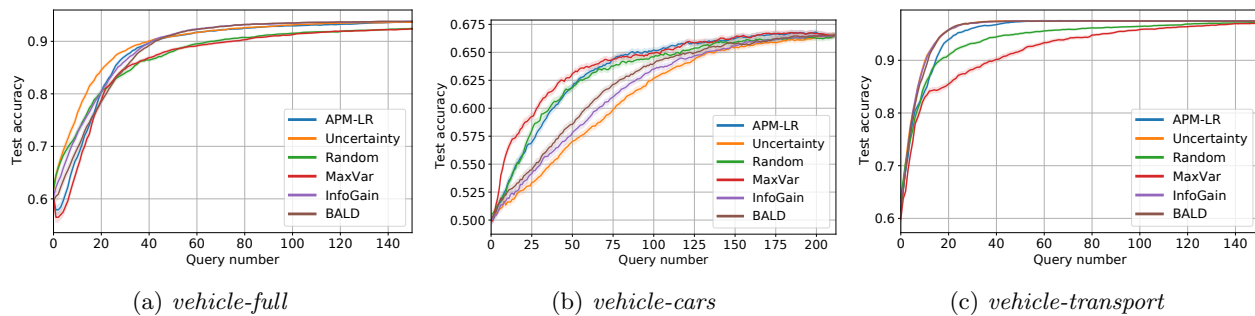 0.9
0.8
0.7
0.6
Test accuracy
APM-LR
Uncertainty
Random
MaxVar
InfoGain
BALD
0 20 40 60 80 100 120 140
Query number
(a) vehicle-full
0.675
0.650
0.625
0.600
0.575
0.550
0.525
0.500
Test accuracy
APM-LR
Uncertainty
Random
MaxVar
InfoGain
BALD
0 25 50 75 100 125 150 175 200
Query number
(b) vehicle-cars
0.9
0.8
0.7
0.6
Test accuracy
APM-LR
Uncertainty
Random
MaxVar
InfoGain
BALD
0 20 40 60 80 100 120 140
Query number
(c) vehicle-transport